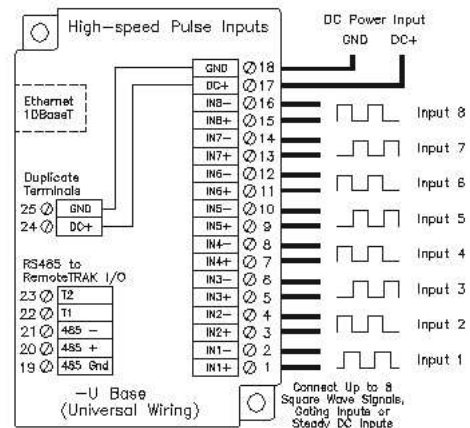 High-speed Pulse Inputs
DC Power Input
GND DC+
GND 18
DC+ 17
IN8- 16
IN8+ 15
IN7- 14
IN7+ 13
IN6- 12
IN6+ 11
IN5- 10
IN5+ 9
IN4- 8
IN4+ 7
IN3- 6
IN3+ 5
IN2- 4
IN2+ 3
IN1- 2
IN1+ 1
Input 8
Input 7
Input 6
Input 5
Input 4
Input 3
Input 2
Input 1
Ethernet
10BaseT
Duplicate
Terminals
25 GND
24 DC+
RS485 to
RemoteTRAK I/O
23 T2
22 T1
21 485 -
20 485 +
19 485 Gnd
-U Base
(Universal Wiring)
Connect Up to 8
Square Wave Signals,
Gating Inputs or
Steady DC Inputs